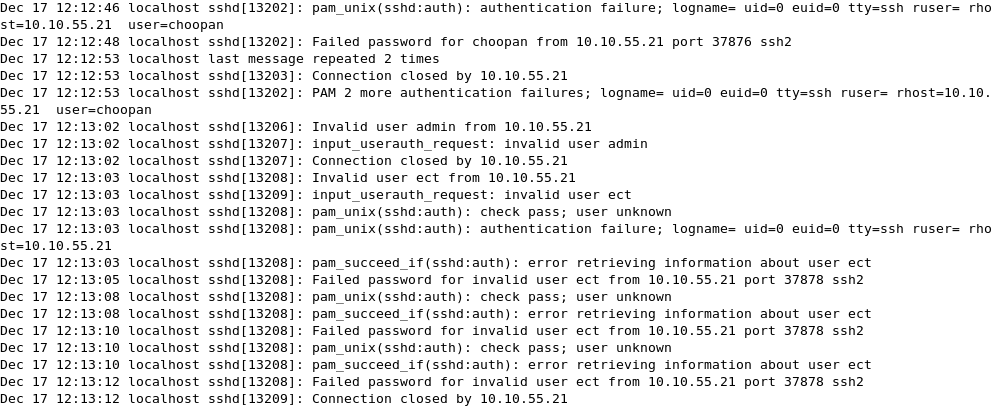 Dec 17 12:12:46 localhost sshd[13202]: pam_unix(sshd:auth): authentication failure; logname= uid=0 euid=0 tty=ssh ruser= rho
st=10.10.55.21  user=choopan
Dec 17 12:12:48 localhost sshd[13202]: Failed password for choopan from 10.10.55.21 port 37876 ssh2
Dec 17 12:12:53 localhost last message repeated 2 times
Dec 17 12:12:53 localhost sshd[13203]: Connection closed by 10.10.55.21
Dec 17 12:12:53 localhost sshd[13202]: PAM 2 more authentication failures; logname= uid=0 euid=0 tty=ssh ruser= rhost=10.10.
55.21  user=choopan
Dec 17 12:13:02 localhost sshd[13206]: Invalid user admin from 10.10.55.21
Dec 17 12:13:02 localhost sshd[13207]: input_userauth_request: invalid user admin
Dec 17 12:13:02 localhost sshd[13207]: Connection closed by 10.10.55.21
Dec 17 12:13:03 localhost sshd[13208]: Invalid user ect from 10.10.55.21
Dec 17 12:13:03 localhost sshd[13209]: input_userauth_request: invalid user ect
Dec 17 12:13:03 localhost sshd[13208]: pam_unix(sshd:auth): check pass; user unknown
Dec 17 12:13:03 localhost sshd[13208]: pam_unix(sshd:auth): authentication failure; logname= uid=0 euid=0 tty=ssh ruser= rho
st=10.10.55.21
Dec 17 12:13:03 localhost sshd[13208]: pam_succeed_if(sshd:auth): error retrieving information about user ect
Dec 17 12:13:05 localhost sshd[13208]: Failed password for invalid user ect from 10.10.55.21 port 37878 ssh2
Dec 17 12:13:08 localhost sshd[13208]: pam_unix(sshd:auth): check pass; user unknown
Dec 17 12:13:08 localhost sshd[13208]: pam_succeed_if(sshd:auth): error retrieving information about user ect
Dec 17 12:13:10 localhost sshd[13208]: Failed password for invalid user ect from 10.10.55.21 port 37878 ssh2
Dec 17 12:13:10 localhost sshd[13208]: pam_unix(sshd:auth): check pass; user unknown
Dec 17 12:13:10 localhost sshd[13208]: pam_succeed_if(sshd:auth): error retrieving information about user ect
Dec 17 12:13:12 localhost sshd[13208]: Failed password for invalid user ect from 10.10.55.21 port 37878 ssh2
Dec 17 12:13:12 localhost sshd[13209]: Connection closed by 10.10.55.21